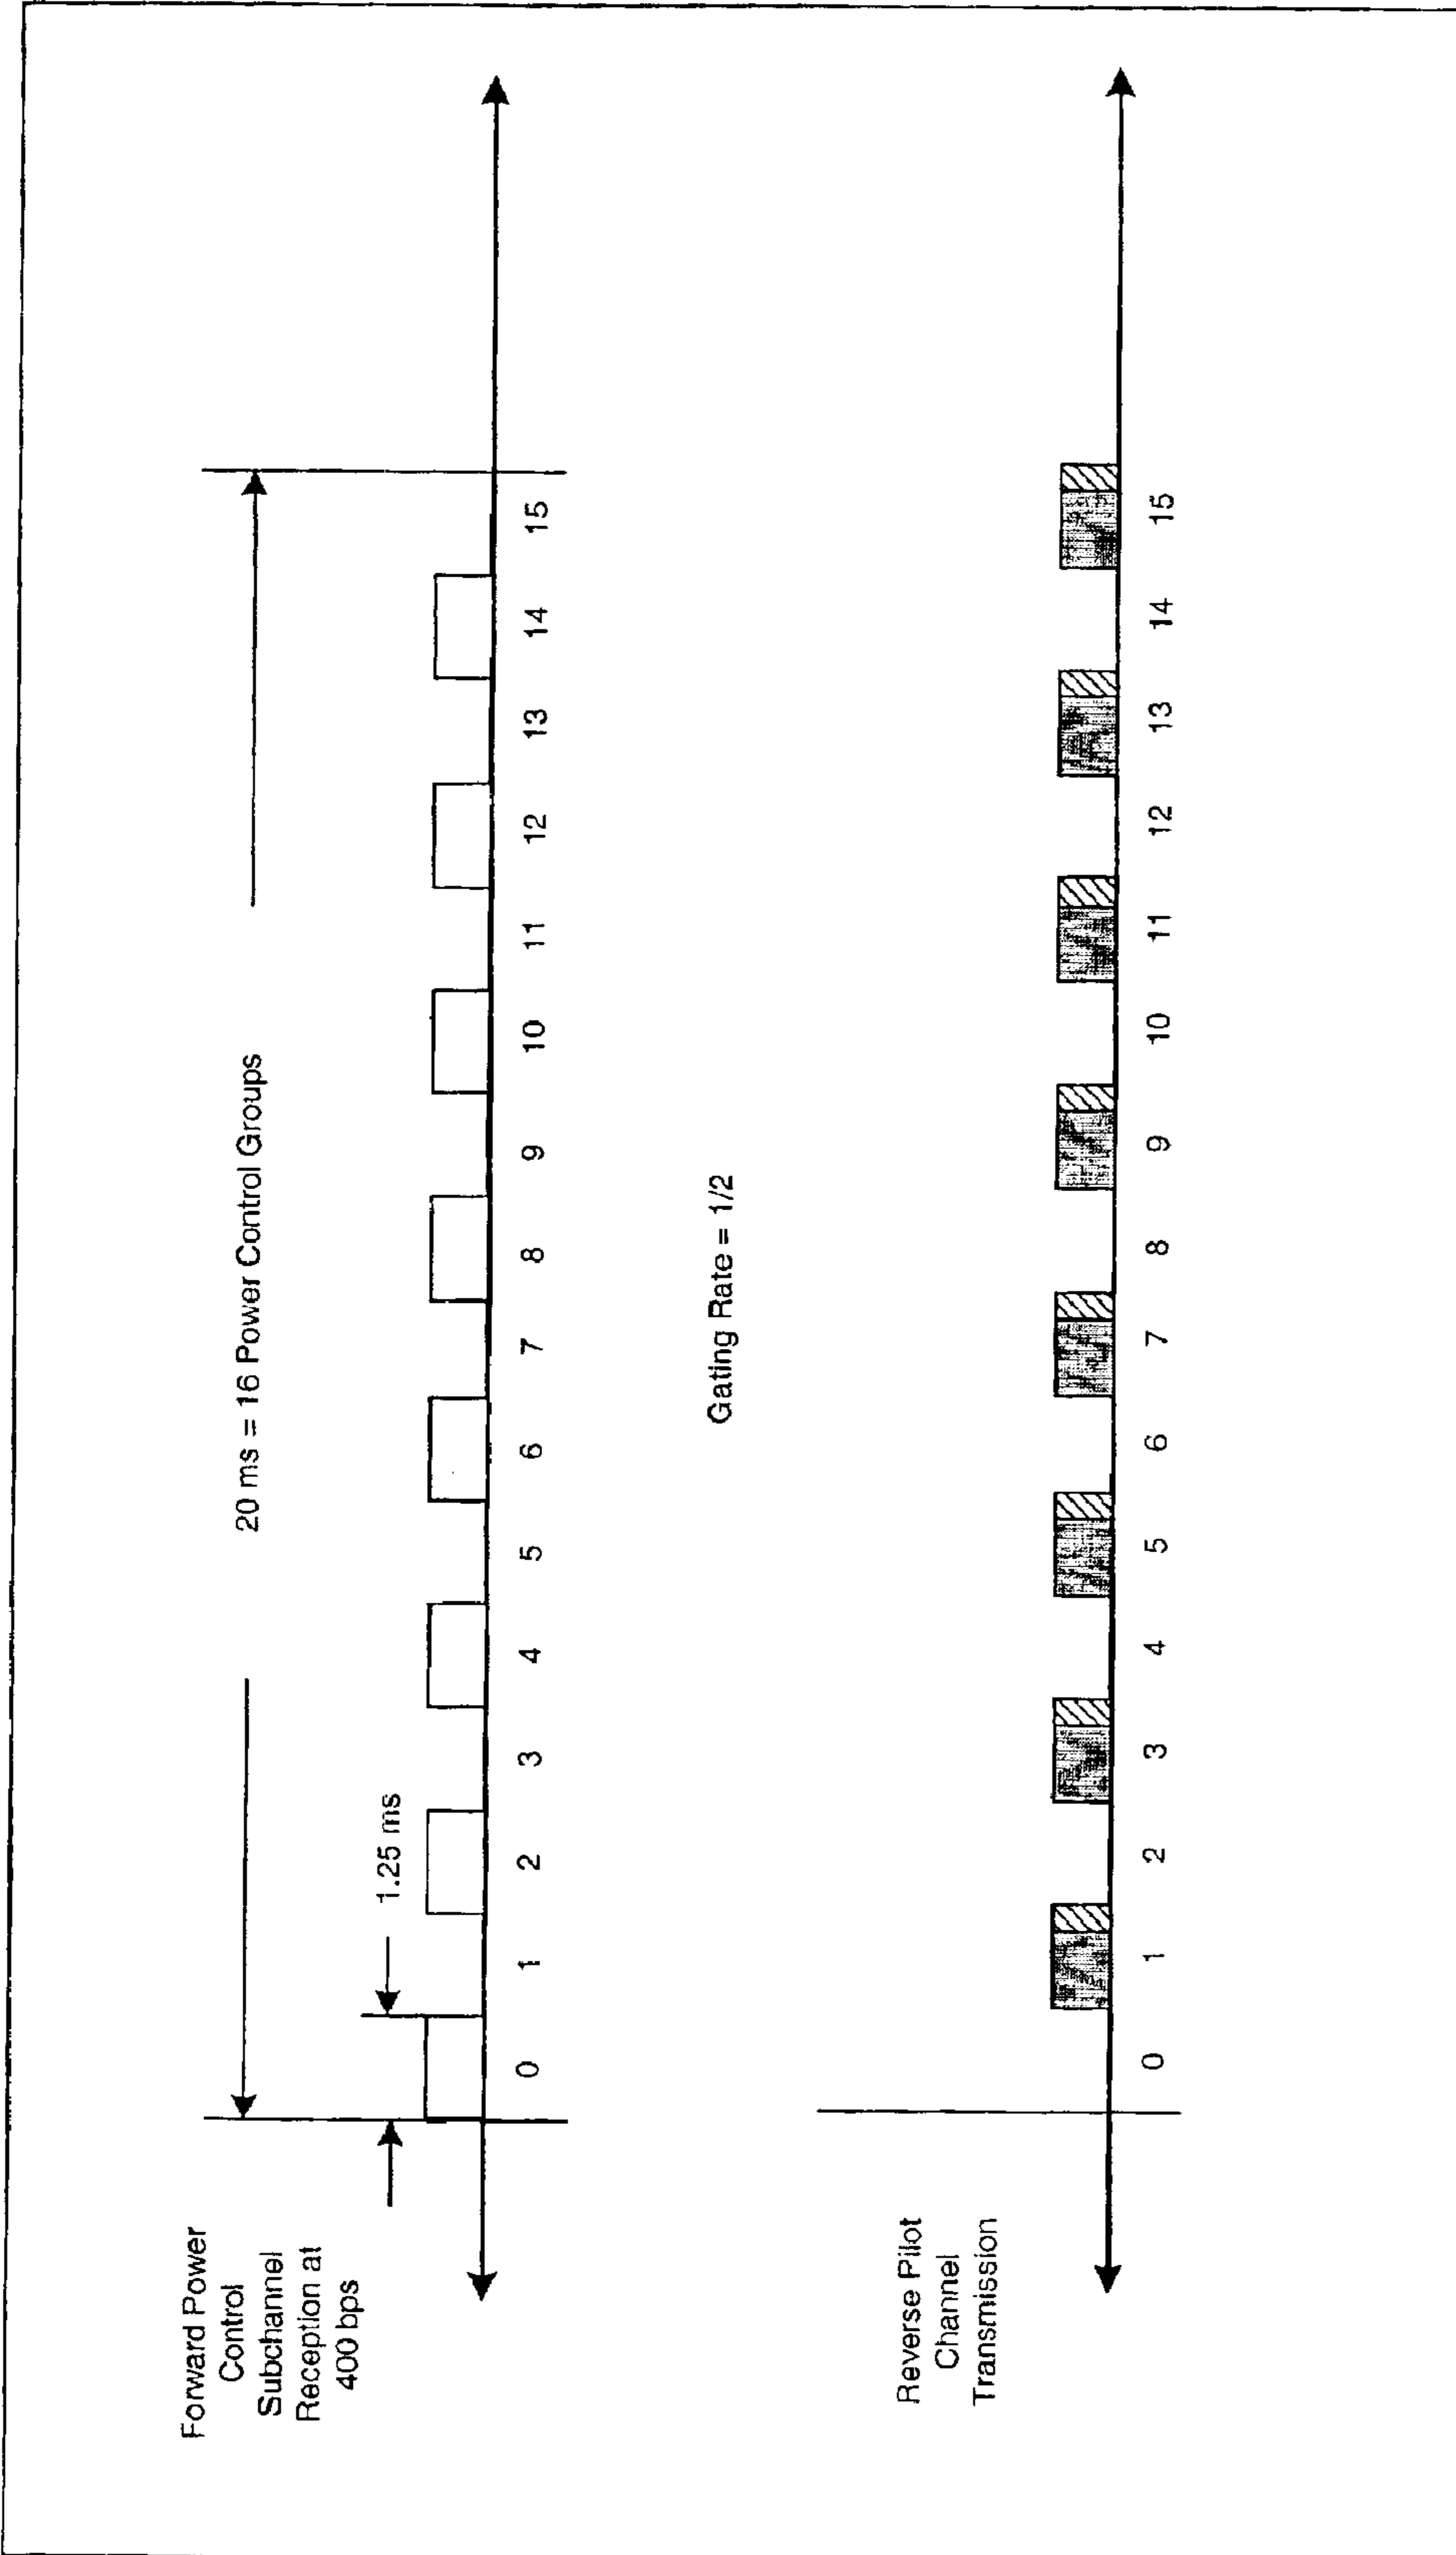 Forward Power
Control
Subchannel
Reception at
400 bps
20 ms = 16 Power Control Groups
1.25 ms
0 1 2 3 4 5 6 7 8 9 10 11 12 13 14 15
Gating Rate = 1/2
Reverse Pilot
Channel
Transmission
0 1 2 3 4 5 6 7 8 9 10 11 12 13 14 15